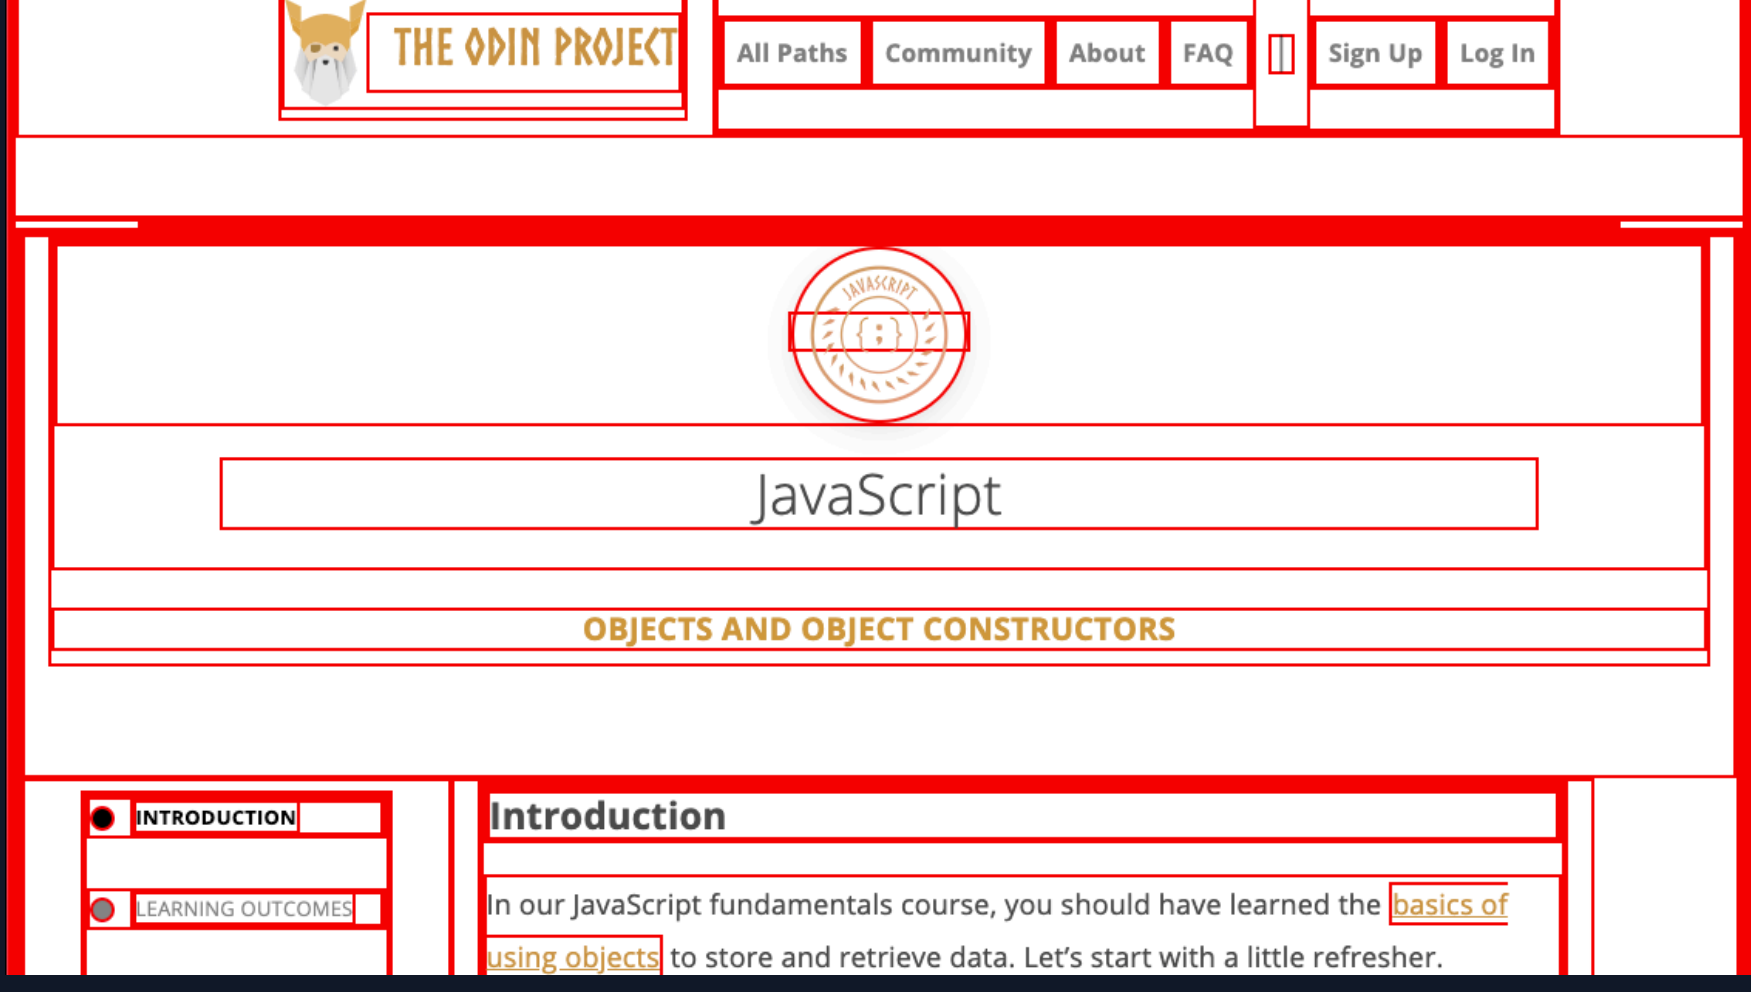 THE ODIN PROJECT
All Paths Community About FAQ | Sign Up Log In
JAVASCRIPT
{;}
JavaScript
OBJECTS AND OBJECT CONSTRUCTORS
INTRODUCTION
LEARNING OUTCOMES
Introduction
In our JavaScript fundamentals course, you should have learned the basics of
using objects to store and retrieve data. Let’s start with a little refresher.